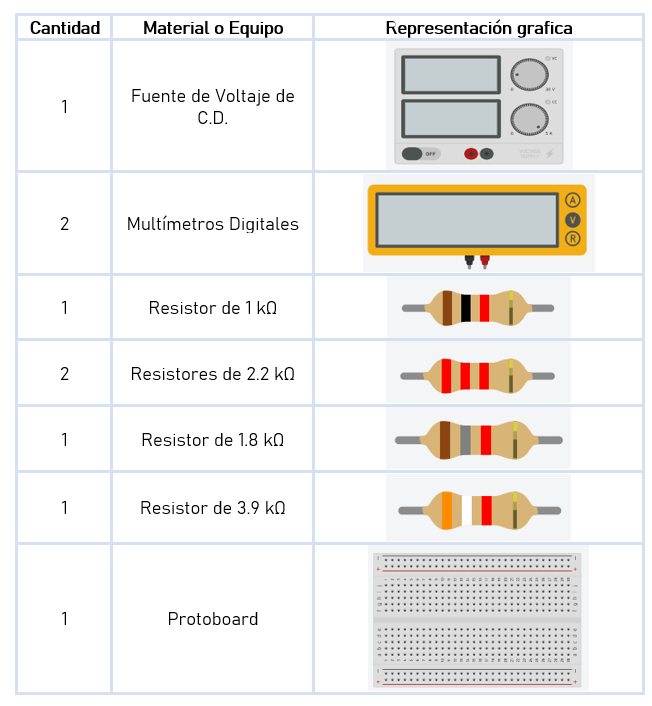 Cantidad Material o Equipo Representación grafica
1 Fuente de Voltaje de
C.D.
OFF
2 Multímetros Digitales
A
V
R
1 Resistor de 1 kΩ
2 Resistores de 2.2 kΩ
1 Resistor de 1.8 kΩ
1 Resistor de 3.9 kΩ
1 Protoboard